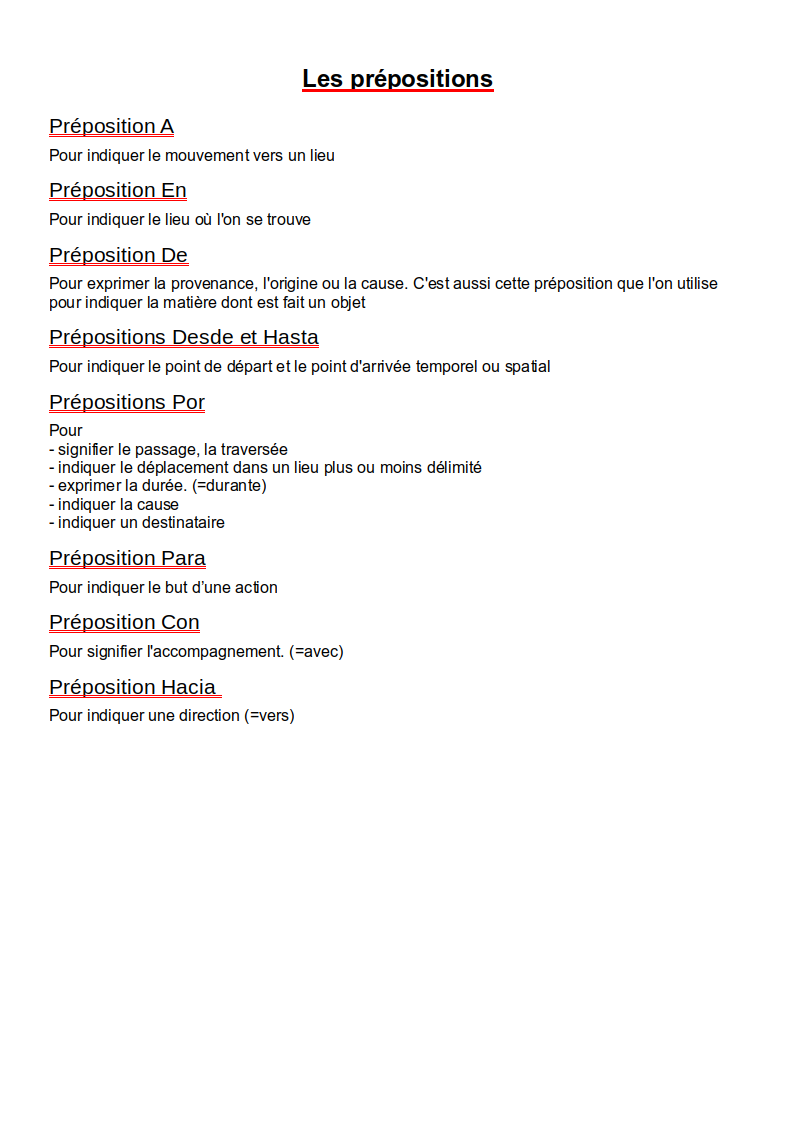 Les prépositions
Préposition A
Pour indiquer le mouvement vers un lieu
Préposition En
Pour indiquer le lieu où l'on se trouve
Préposition De
Pour exprimer la provenance, l'origine ou la cause. C'est aussi cette préposition que l'on utilise
pour indiquer la matière dont est fait un objet
Prépositions Desde et Hasta
Pour indiquer le point de départ et le point d'arrivée temporel ou spatial
Prépositions Por
Pour
- signifier le passage, la traversée
- indiquer le déplacement dans un lieu plus ou moins délimité
- exprimer la durée. (=durante)
- indiquer la cause
- indiquer un destinataire
Préposition Para
Pour indiquer le but d’une action
Préposition Con
Pour signifier l'accompagnement. (=avec)
Préposition Hacia
Pour indiquer une direction (=vers)